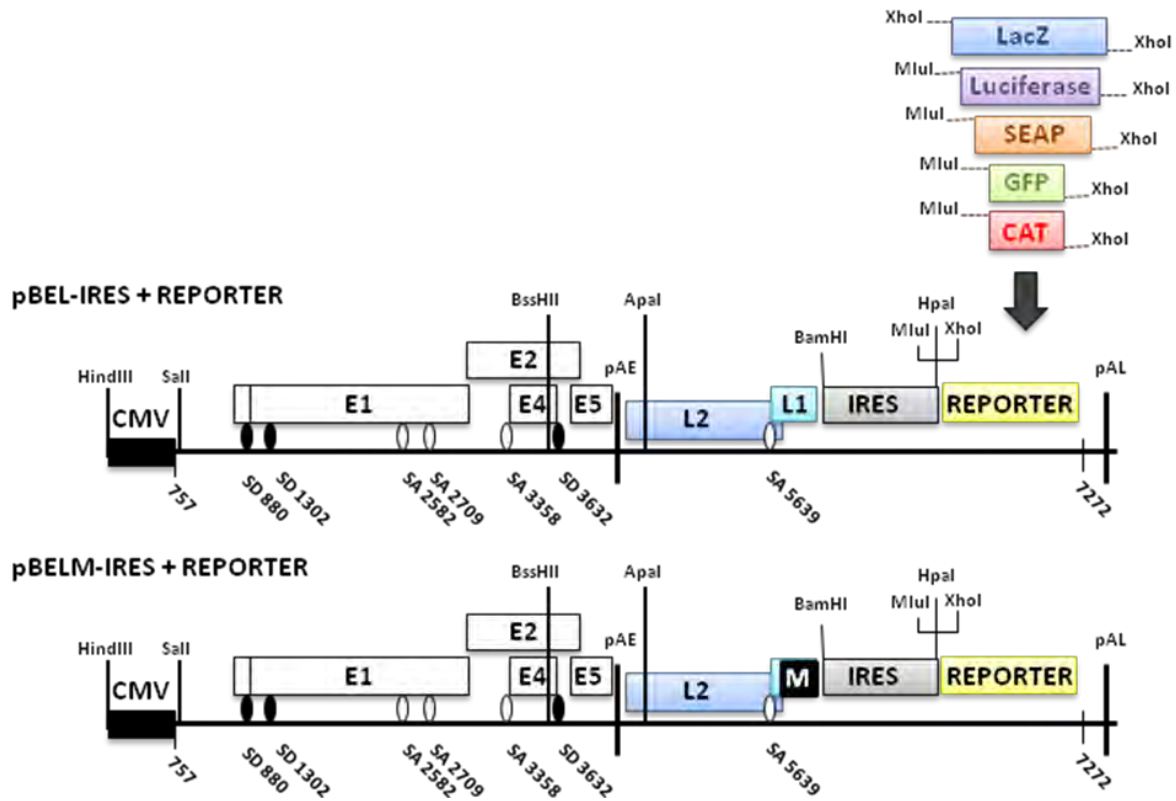 XhoI LacZ XhoI
MluI Luciferase XhoI
MluI SEAP XhoI
MluI GFP XhoI
MluI CAT XhoI
pBEL-IRES + REPORTER
BssHII ApaI HpaI
MluI XhoI
BamHI
HindIII SalI E2 pAE pAL
CMV E1 E4 E5 L2 L1 IRES REPORTER
757 SD 880 SD 1302 SA 2582 SA 2709 SA 3358 SD 3632 SA 5639 7272
pBELM-IRES + REPORTER
BssHII ApaI HpaI
MluI XhoI
BamHI
HindIII SalI E2 pAE pAL
CMV E1 E4 E5 L2 M IRES REPORTER
757 SD 880 SD 1302 SA 2582 SA 2709 SA 3358 SD 3632 SA 5639 7272